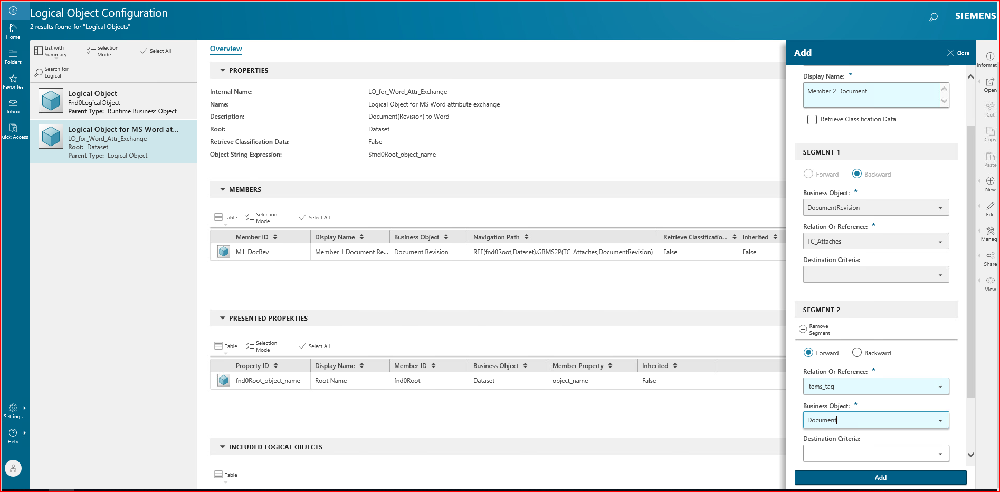 Logical Object Configuration
2 results found for "Logical Objects"
SIEMENS
Home
Folders
Favorites
Inbox
uick Access
Settings
Help
List with
Summary
Selection
Mode
Select All
Search for
Logical
Logical Object
Fnd0LogicalObject
Parent Type: Runtime Business Object
Logical Object for MS Word at...
LO_for_Word_Attr_Exchange
Root: Dataset
Parent Type: Logical Object
Overview
PROPERTIES
Internal Name: LO_for_Word_Attr_Exchange
Name: Logical Object for MS Word attribute exchange
Description: Document(Revision) to Word
Root: Dataset
Retrieve Classification Data: False
Object String Expression: $fnd0Root_object_name
MEMBERS
Table
Selection
Mode
Select All
Member ID Display Name Business Object Navigation Path Retrieve Classificatio... Inherited
M1_DocRev Member 1 Document Re... Document Revision REF(fnd0Root,Dataset).GRMS2P(TC_Attaches,DocumentRevision) False False
PRESENTED PROPERTIES
Table
Selection
Mode
Select All
Property ID Display Name Member ID Business Object Member Property Inherited
fnd0Root_object_name Root Name fnd0Root Dataset object_name False
INCLUDED LOGICAL OBJECTS
Table
Add
Close
Display Name: *
Member 2 Document
Retrieve Classification Data
SEGMENT 1
Forward Backward
Business Object: *
DocumentRevision
Relation Or Reference: *
TC_Attaches
Destination Criteria:
SEGMENT 2
Remove
Segment
Forward Backward
Relation Or Reference: *
items_tag
Business Object: *
Document
Destination Criteria:
Add
Informat
Open
Cut
Copy
Paste
New
Edit
Manag
Share
View